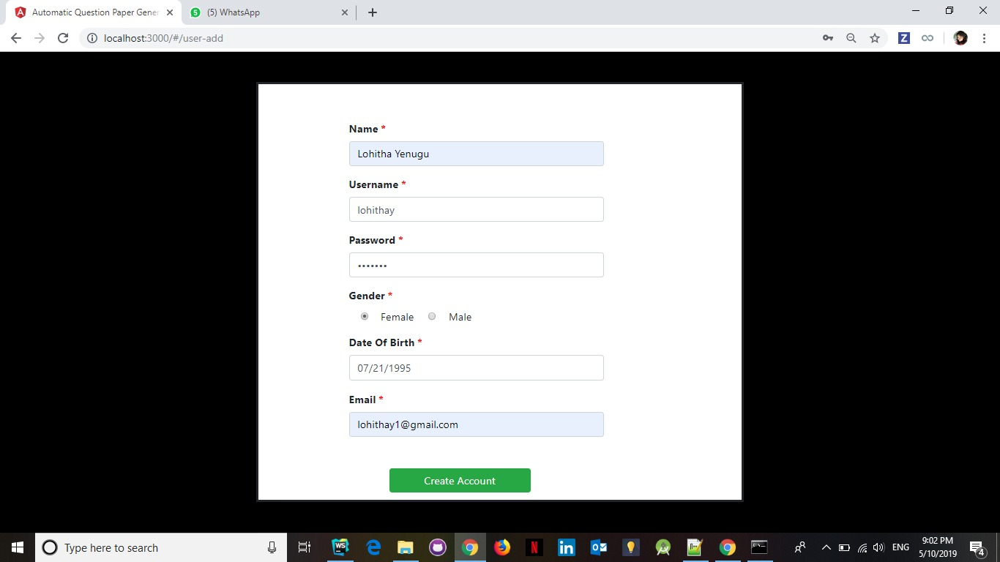 Automatic Question Paper Gener
(5) WhatsApp
localhost:3000/#/user-add
Name *
Lohitha Yenugu
Username *
lohithay
Password *
•••••••
Gender *
Female Male
Date Of Birth *
07/21/1995
Email *
lohithay1@gmail.com
Create Account
Type here to search
ENG
9:02 PM
5/10/2019
4